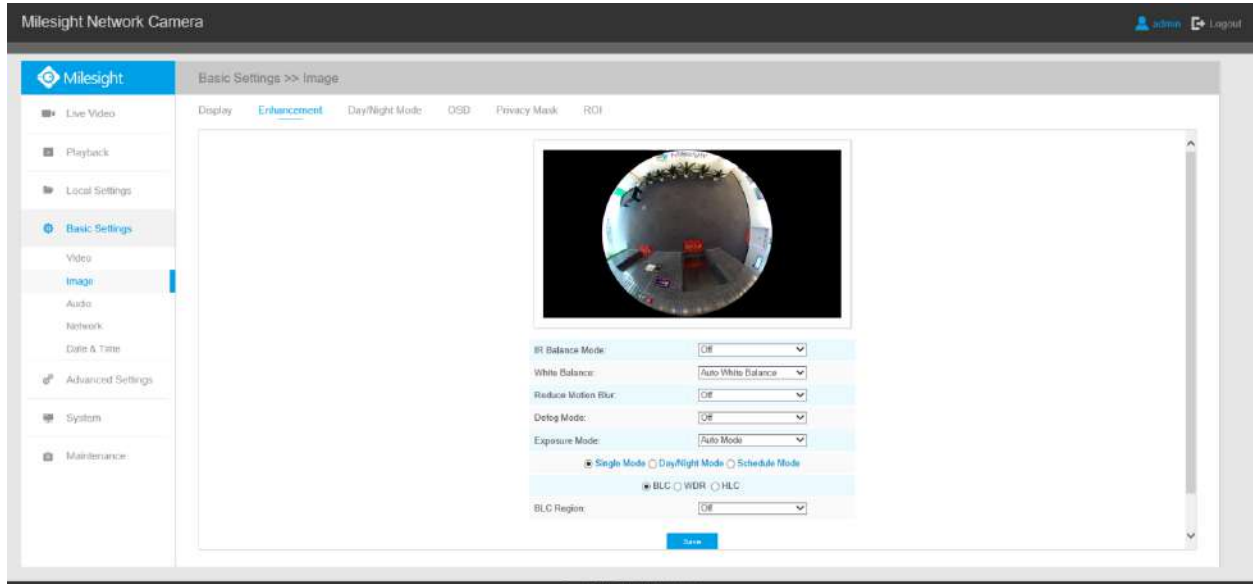 Milesight Network Camera
admin Logout
Milesight
Basic Settings >> Image
Live Video
Display Enhancement Day/Night Mode OSD Privacy Mask ROI
Playback
Local Settings
Basic Settings
Video
Image
Audio
Network
Date & Time
Advanced Settings
System
Maintenance
Milesight
IR Balance Mode: Off
White Balance: Auto White Balance
Reduce Motion Blur: Off
Defog Mode: Off
Exposure Mode: Auto Mode
Single Mode Day/Night Mode Schedule Mode
BLC WDR HLC
BLC Region: Off
Save